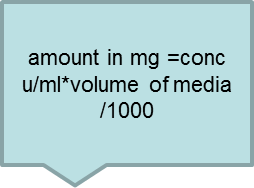 amount in mg =conc
u/ml*volume of media
/1000